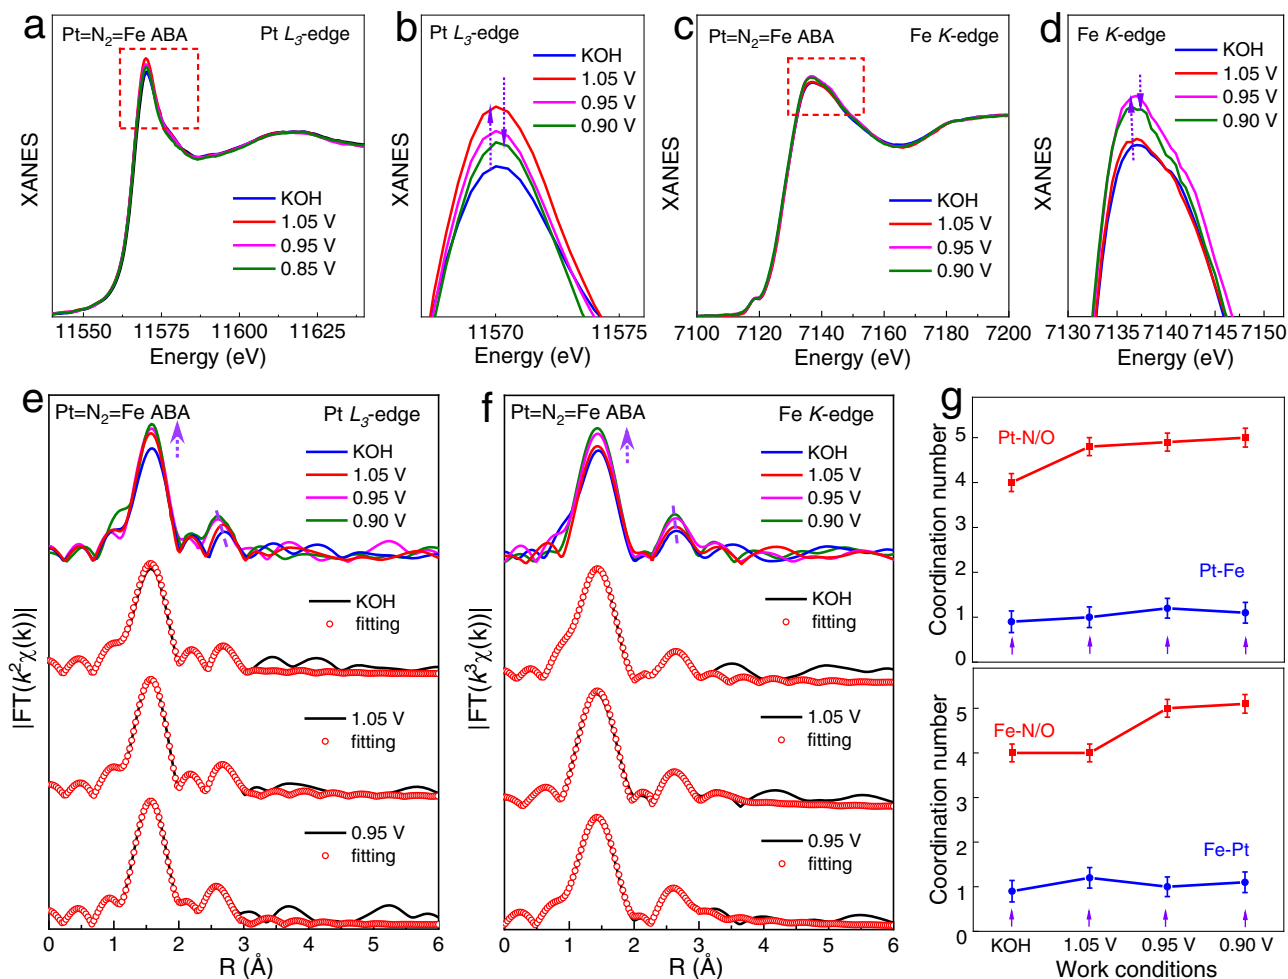 a
Pt=N2=Fe ABA
Pt L3-edge
XANES
KOH
1.05 V
0.95 V
0.85 V
11550 11575 11600 11625
Energy (eV)
b
Pt L3-edge
XANES
KOH
1.05 V
0.95 V
0.90 V
11570 11575
Energy (eV)
c
Pt=N2=Fe ABA
Fe K-edge
XANES
KOH
1.05 V
0.95 V
0.90 V
7100 7120 7140 7160 7180 7200
Energy (eV)
d
Fe K-edge
XANES
KOH
1.05 V
0.95 V
0.90 V
7130 7135 7140 7145 7150
Energy (eV)
e
Pt=N2=Fe ABA
Pt L3-edge
|FT(k2χ(k))|
KOH
1.05 V
0.95 V
0.90 V
KOH
fitting
1.05 V
fitting
0.95 V
fitting
0 1 2 3 4 5 6
R (Å)
f
Pt=N2=Fe ABA
Fe K-edge
|FT(k3χ(k))|
KOH
1.05 V
0.95 V
0.90 V
KOH
fitting
1.05 V
fitting
0.95 V
fitting
0 1 2 3 4 5 6
R (Å)
g
Coordination number
5
4
3
2
1
0
Pt-N/O
Pt-Fe
Coordination number
5
4
3
2
1
0
Fe-N/O
Fe-Pt
KOH 1.05 V 0.95 V 0.90 V
Work conditions